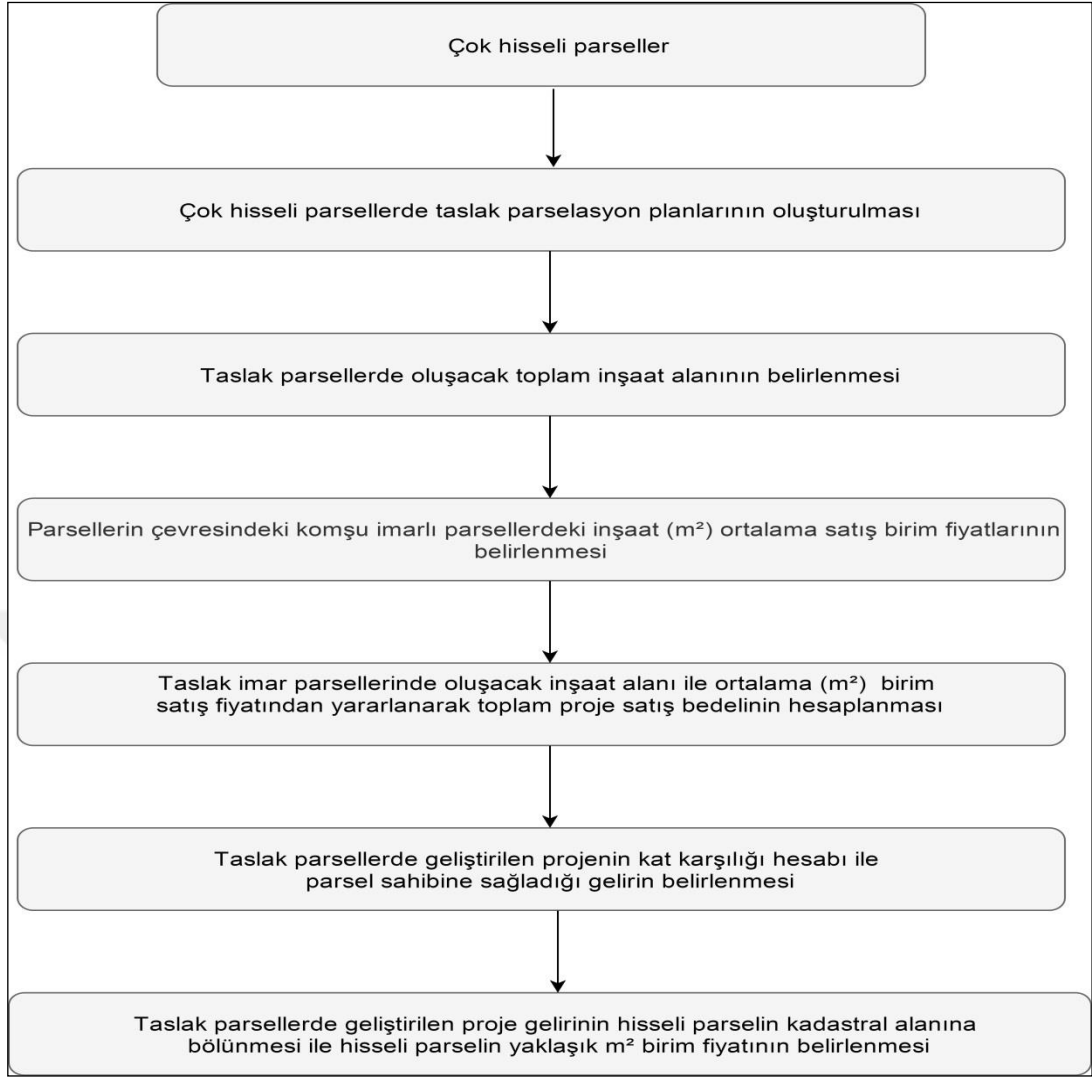 Çok hisseli parseller
Çok hisseli parsellerde taslak parselasyon planlarının oluşturulması
Taslak parsellerde oluşacak toplam inşaat alanının belirlenmesi
Parsellerin çevresindeki komşu imarlı parsellerdeki inşaat (m²) ortalama satış birim fiyatlarının
belirlenmesi
Taslak imar parsellerinde oluşacak inşaat alanı ile ortalama (m²) birim
satış fiyatından yararlanarak toplam proje satış bedelinin hesaplanması
Taslak parsellerde geliştirilen projenin kat karşılığı hesabı ile
parsel sahibine sağladığı gelirin belirlenmesi
Taslak parsellerde geliştirilen proje gelirinin hisseli parselin kadastral alanına
bölünmesi ile hisseli parselin yaklaşık m² birim fiyatının belirlenmesi